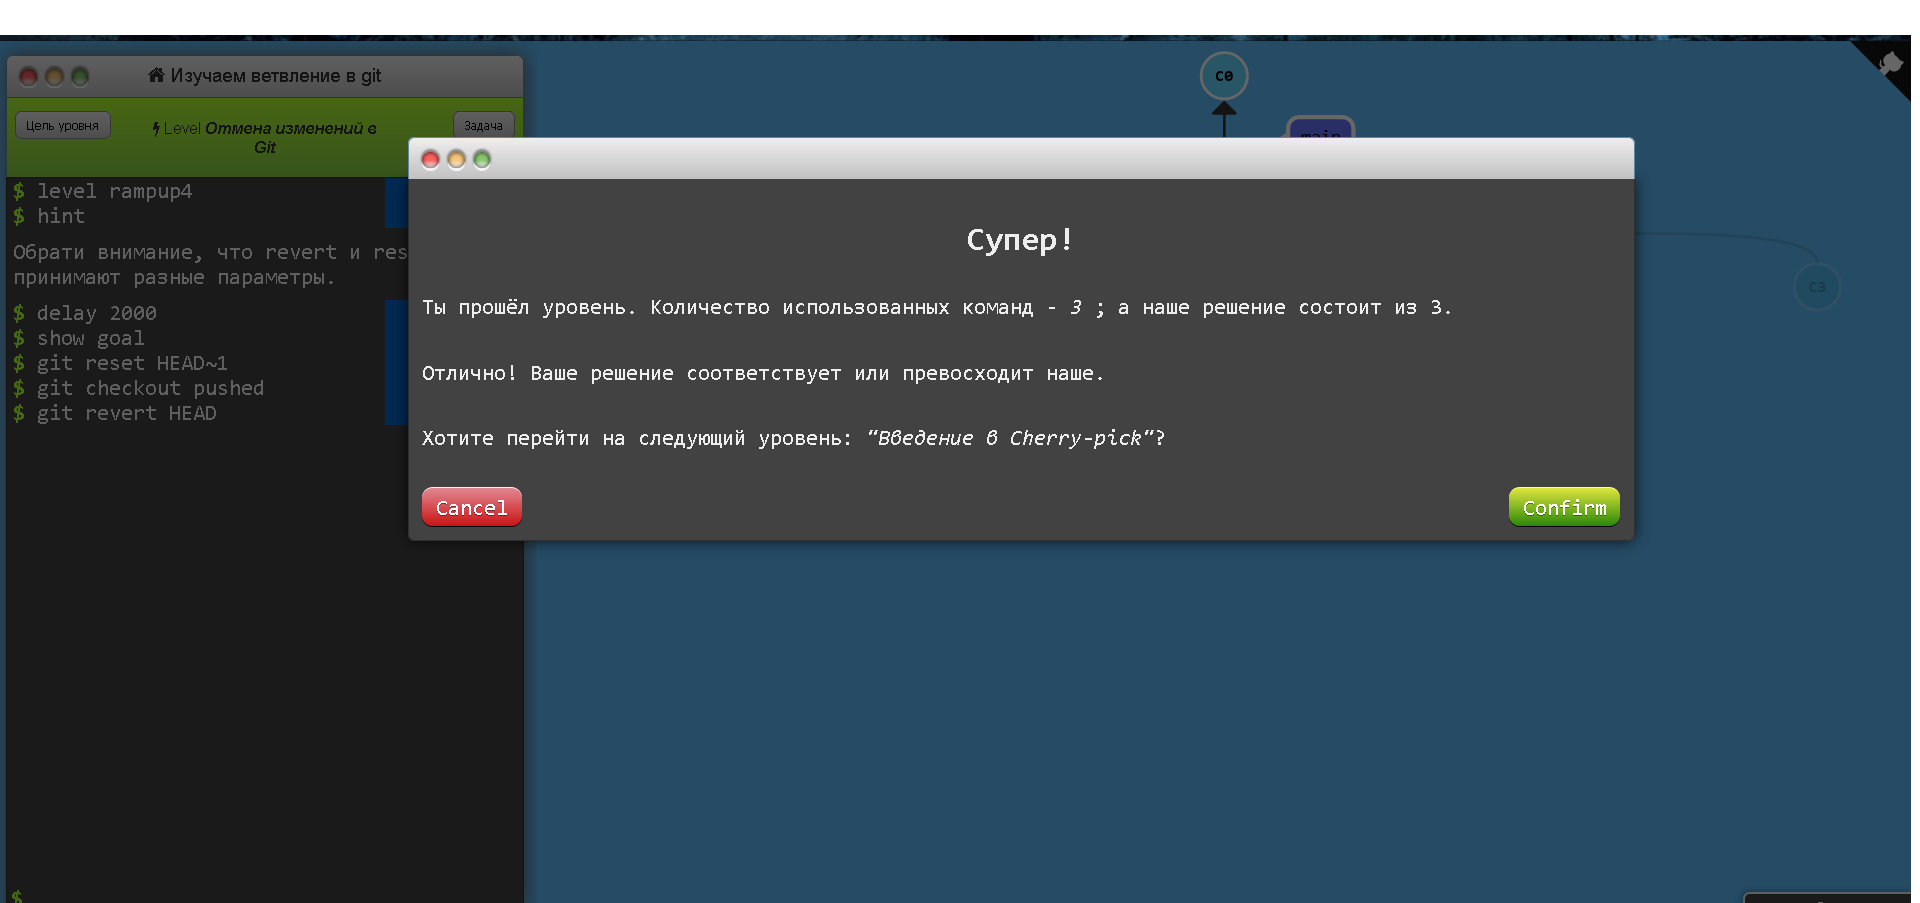 Изучаем ветвление в git
Цель уровня
Level Отмена изменений в
Git
Задача
$ level rampup4
$ hint
Обрати внимание, что revert и res
принимают разные параметры.
$ delay 2000
$ show goal
$ git reset HEAD~1
$ git checkout pushed
$ git revert HEAD
$
C0
main
C3
Супер!
Ты прошёл уровень. Количество использованных команд - 3 ; а наше решение состоит из 3.
Отлично! Ваше решение соответствует или превосходит наше.
Хотите перейти на следующий уровень: "Введение в Cherry-pick"?
Cancel
Confirm